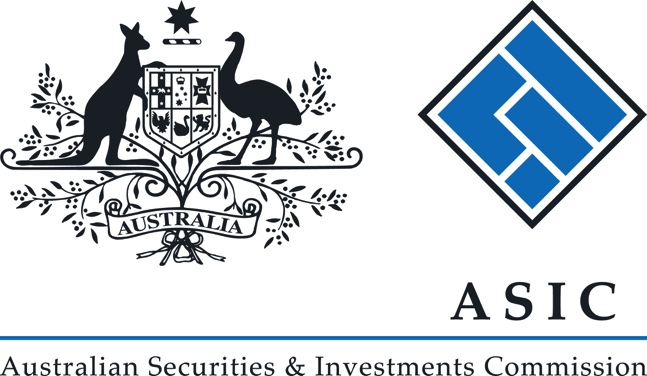 AUSTRALIA
ASIC
Australian Securities & Investments Commission